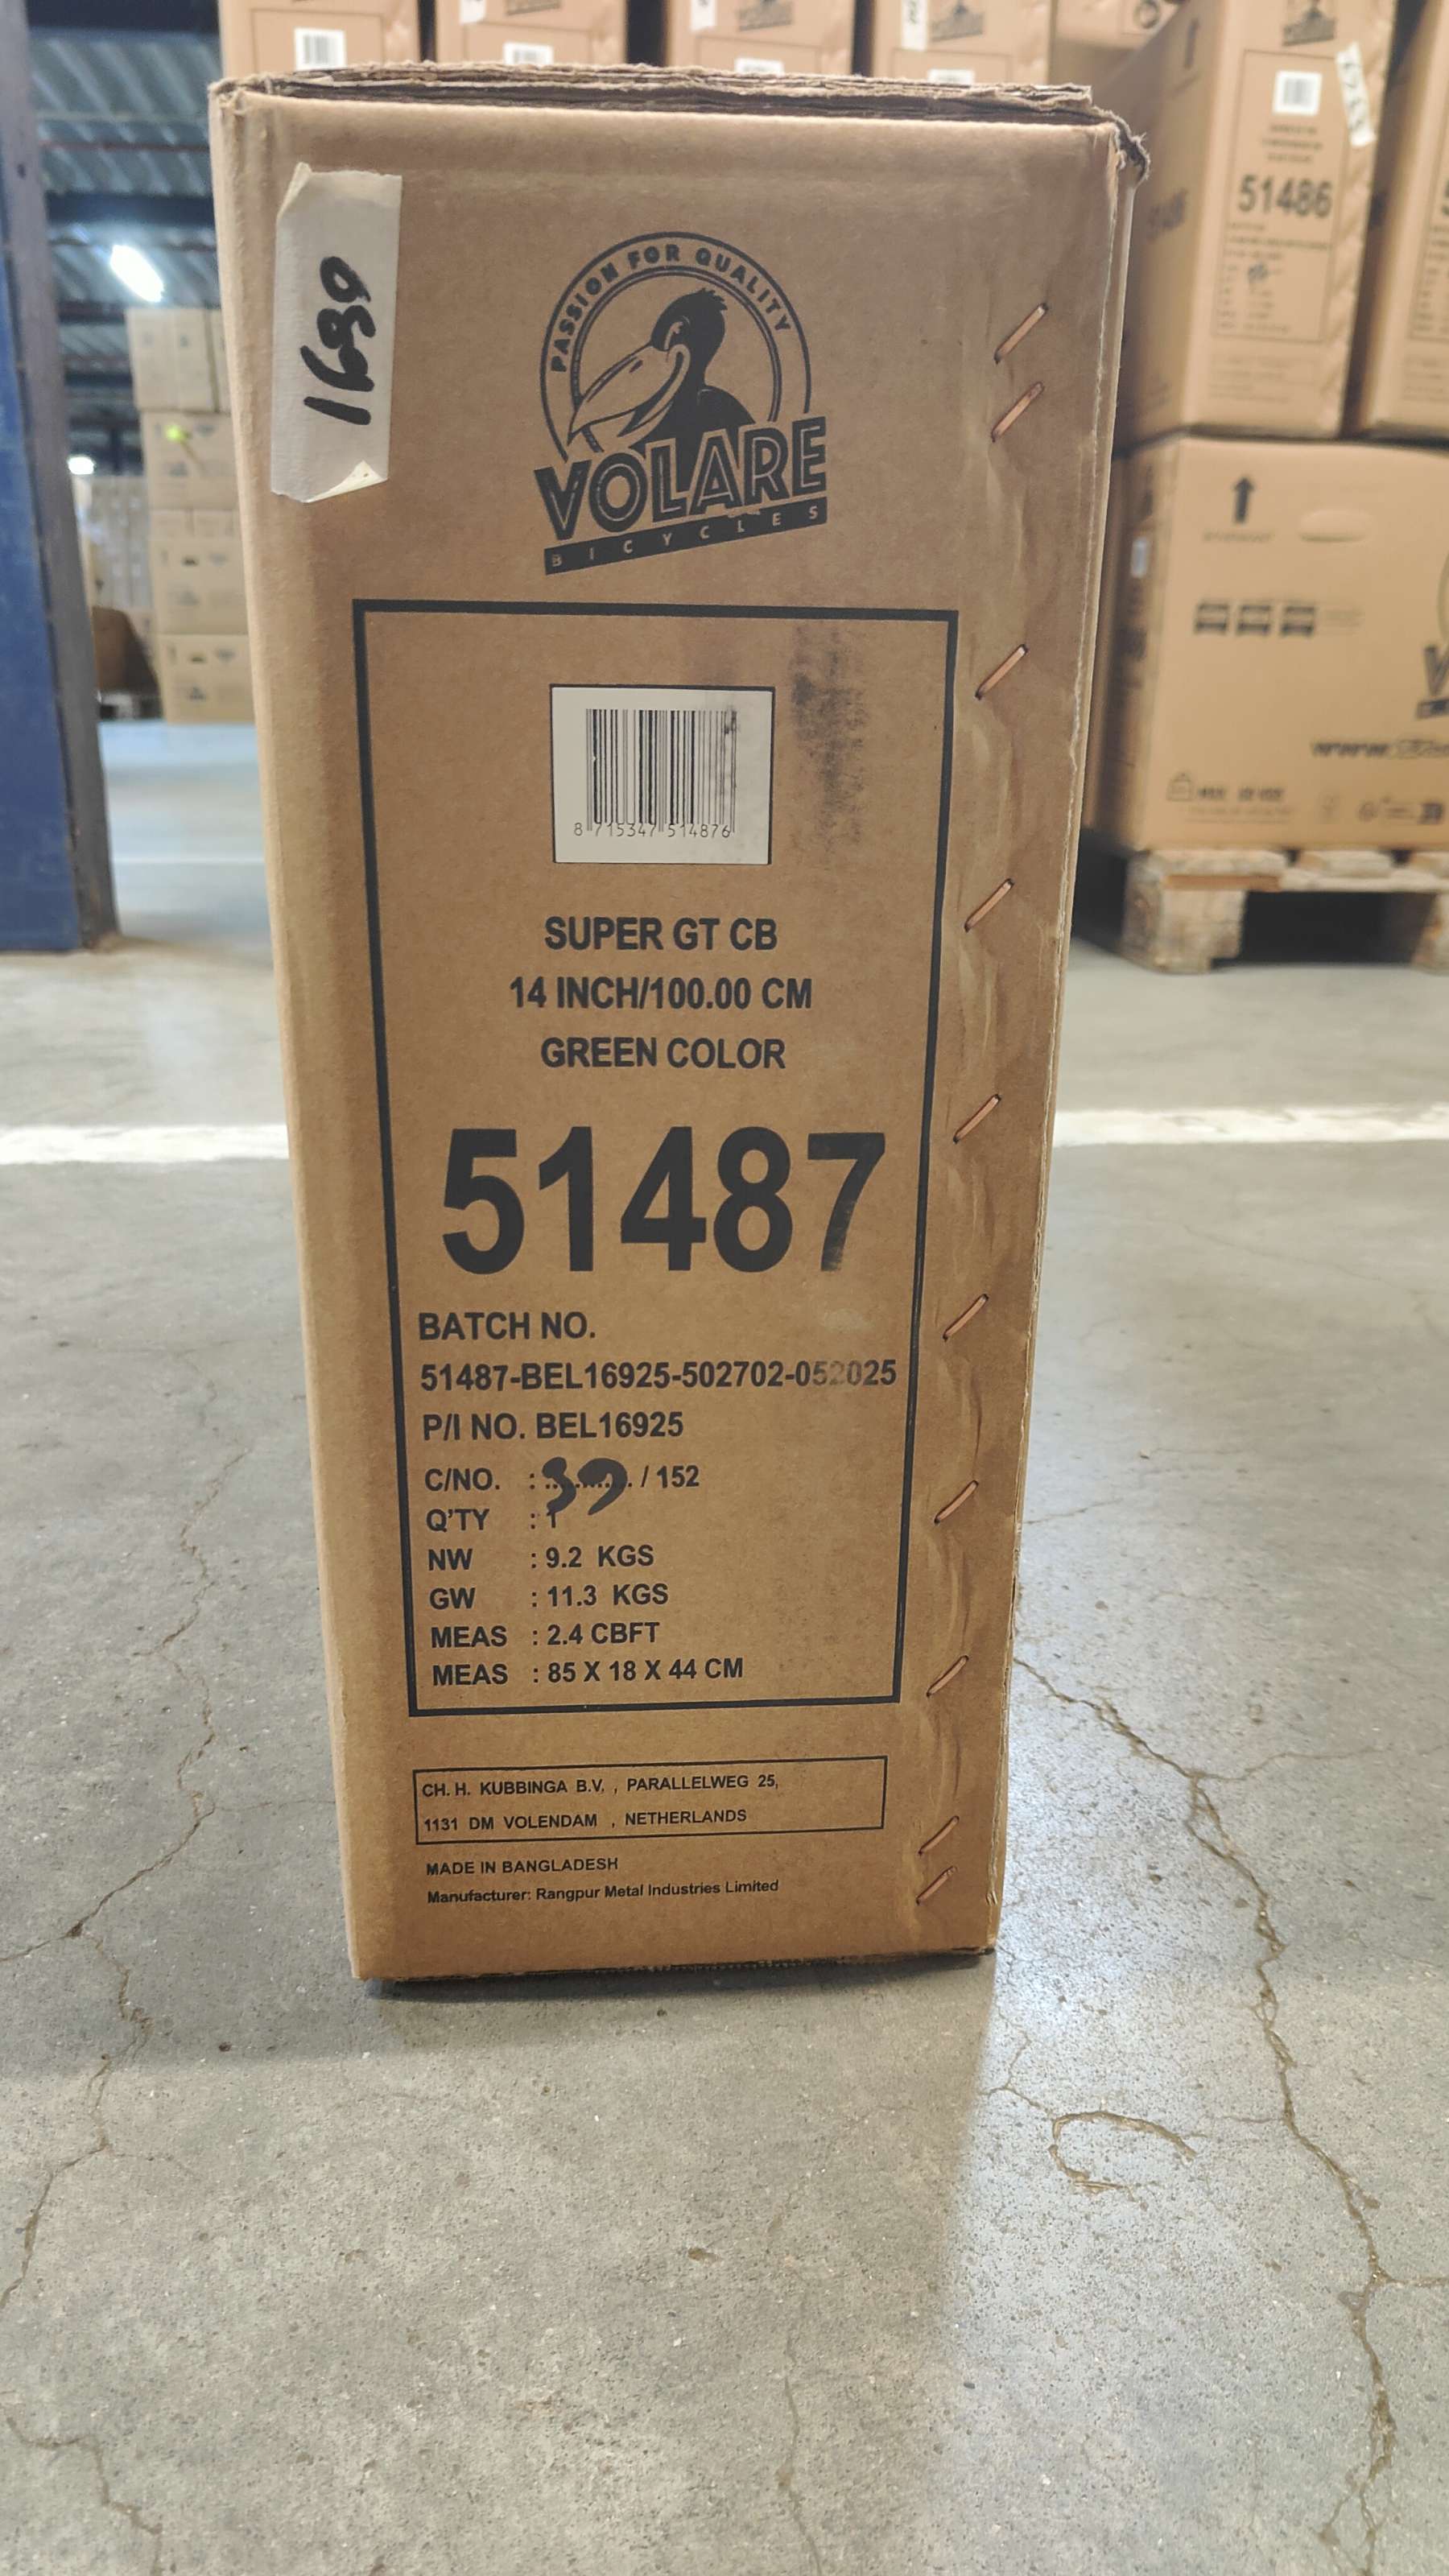 1690
PASSION FOR QUALITY
VOLARE
BICYCLES
8 715347 514876
SUPER GT CB
14 INCH/100.00 CM
GREEN COLOR
51487
BATCH NO.
51487-BEL16925-502702-052025
P/I NO. BEL16925
C/NO. : 39 / 152
Q'TY : 1
NW : 9.2 KGS
GW : 11.3 KGS
MEAS : 2.4 CBFT
MEAS : 85 X 18 X 44 CM
CH. H. KUBBINGA B.V. , PARALLELWEG 25,
1131 DM VOLENDAM , NETHERLANDS
MADE IN BANGLADESH
Manufacturer: Rangpur Metal Industries Limited
51486